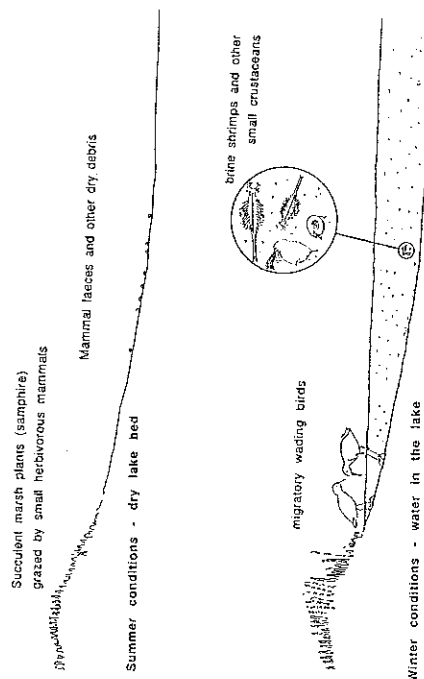 Succulent marsh plants (samphire)
grazed by small herbivorous mammals
Mammal faeces and other dry debris
Summer conditions - dry lake bed
brine shrimps and other
small crustaceans
migratory wading birds
Winter conditions - water in the lake